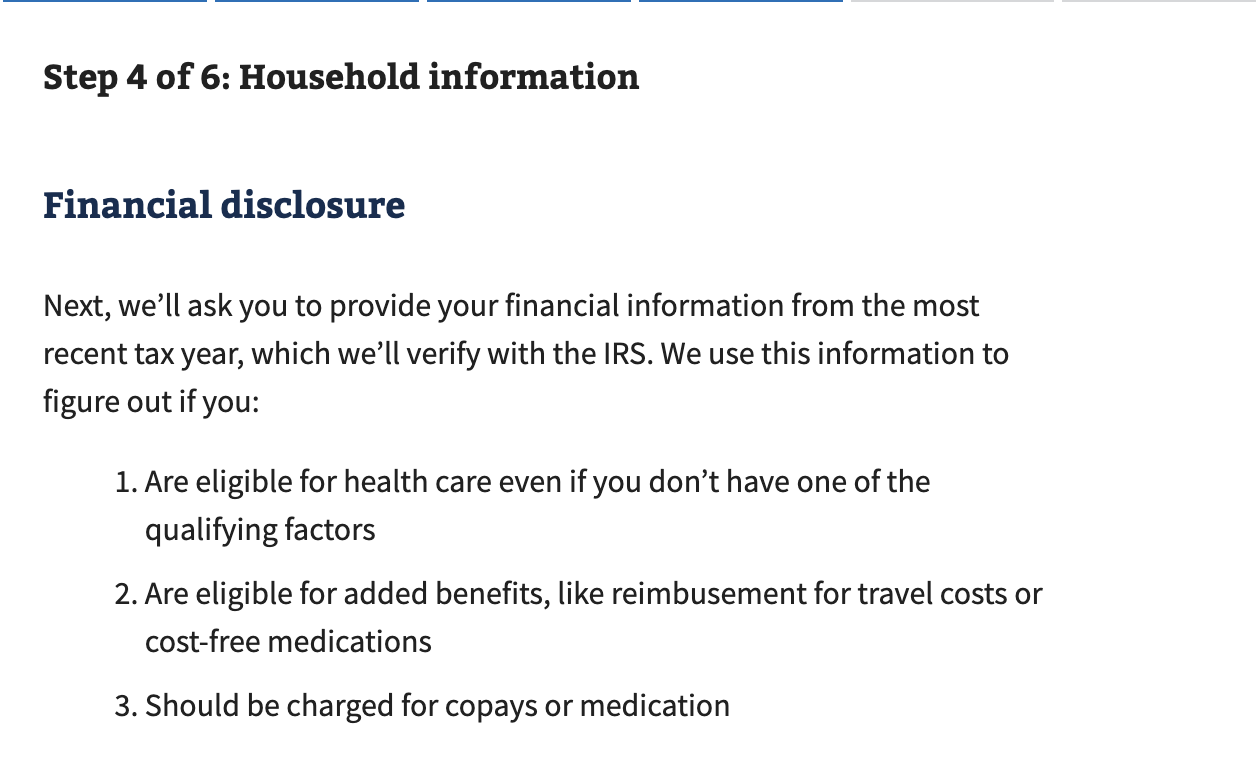 Step 4 of 6: Household information
Financial disclosure
Next, we’ll ask you to provide your financial information from the most
recent tax year, which we’ll verify with the IRS. We use this information to
figure out if you:
1. Are eligible for health care even if you don’t have one of the
qualifying factors
2. Are eligible for added benefits, like reimbusement for travel costs or
cost-free medications
3. Should be charged for copays or medication